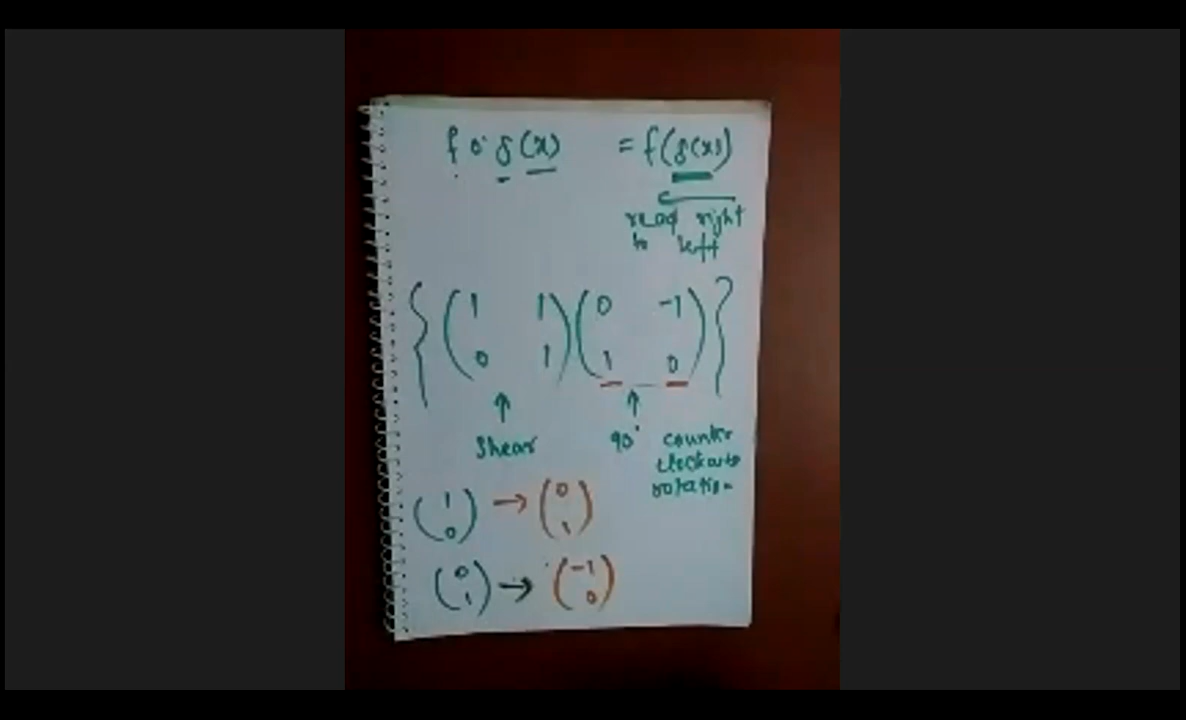 f o g(x) = f(g(x))
read right
to left
{ ( 1 1 ) ( 0 -1 ) }
( 0 1 ) ( 1 0 )
↑ ↑
Shear 90° counter
clockwise
rotation
( 1 ) → ( 0 )
( 0 ) ( 1 )
( 0 ) → ( -1 )
( 1 ) ( 0 )